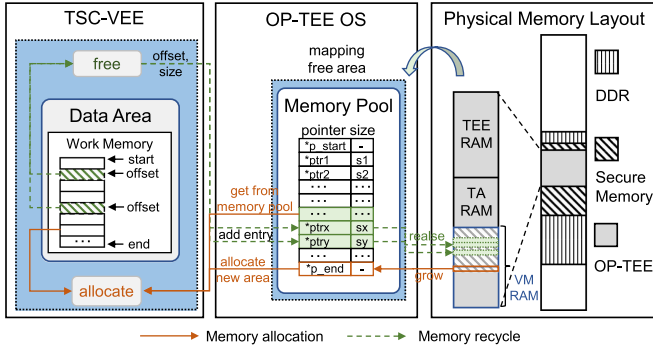 TSC-VEE
free
offset,
size
Data Area
Work Memory
start
offset
offset
end
...
allocate
OP-TEE OS
mapping
free area
Memory Pool
pointer size
*p_start -
*ptr1 s1
*ptr2 s2
... ...
... ...
*ptrx sx
*ptry sy
... ...
*p_end -
get from
memory pool
add entry
allocate
new area
realse
grow
Physical Memory Layout
TEE
RAM
TA
RAM
VM
RAM
DDR
Secure
Memory
OP-TEE
Memory allocation
Memory recycle